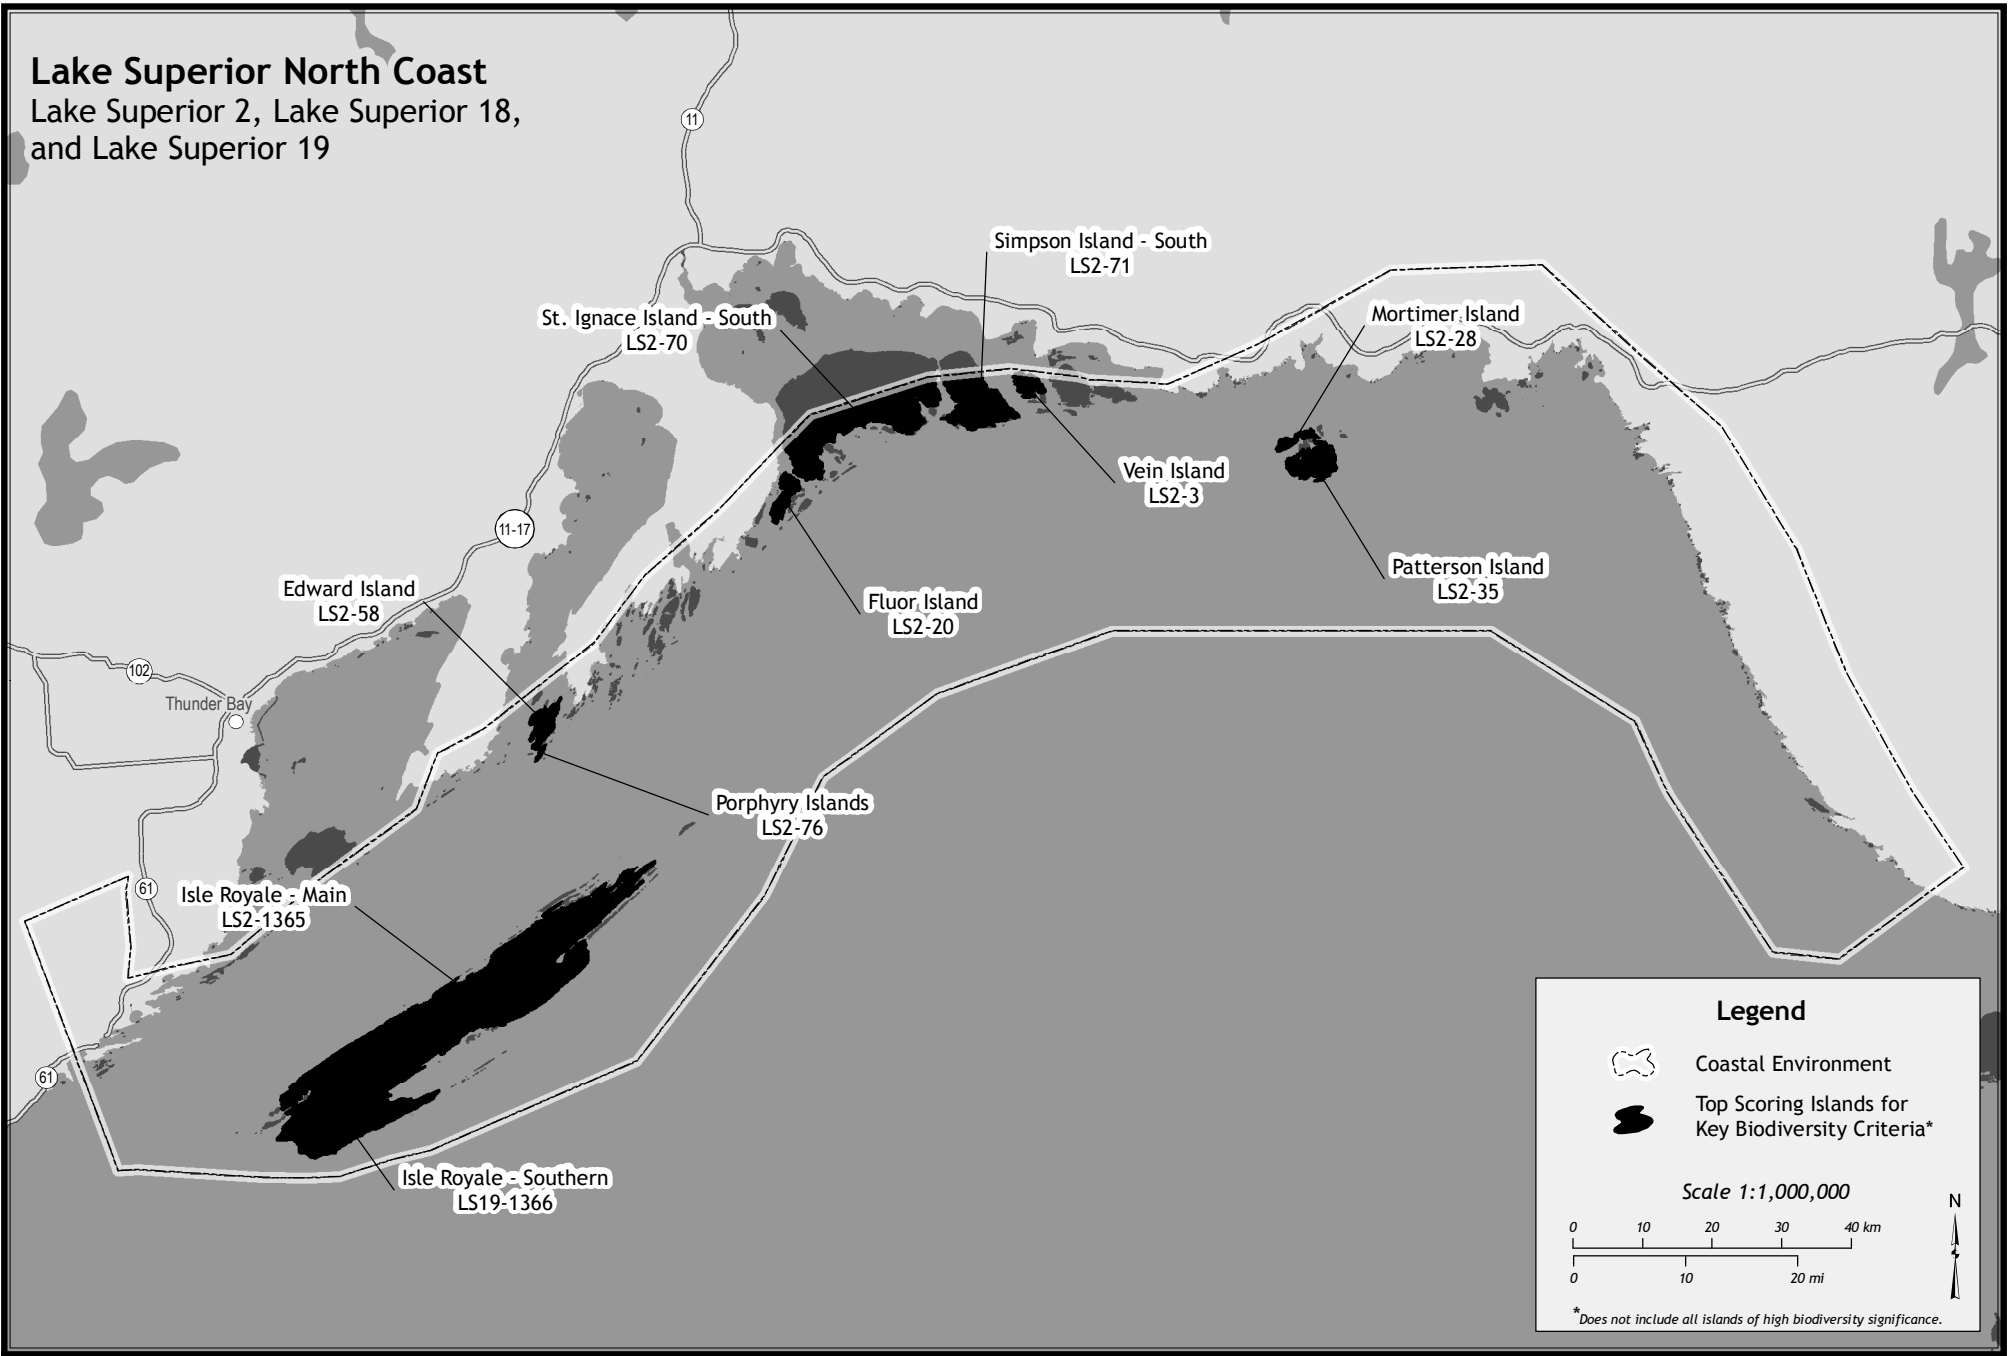 Lake Superior North Coast
Lake Superior 2, Lake Superior 18,
and Lake Superior 19
11
Simpson Island - South
LS2-71
St. Ignace Island - South
LS2-70
Mortimer Island
LS2-28
Vein Island
LS2-3
11-17
Patterson Island
LS2-35
Edward Island
LS2-58
Fluor Island
LS2-20
102
Thunder Bay
Porphyry Islands
LS2-76
61
Isle Royale - Main
LS2-1365
61
Isle Royale - Southern
LS19-1366
Legend
Coastal Environment
Top Scoring Islands for
Key Biodiversity Criteria*
Scale 1:1,000,000
N
0 10 20 30 40 km
0 10 20 mi
*Does not include all islands of high biodiversity significance.